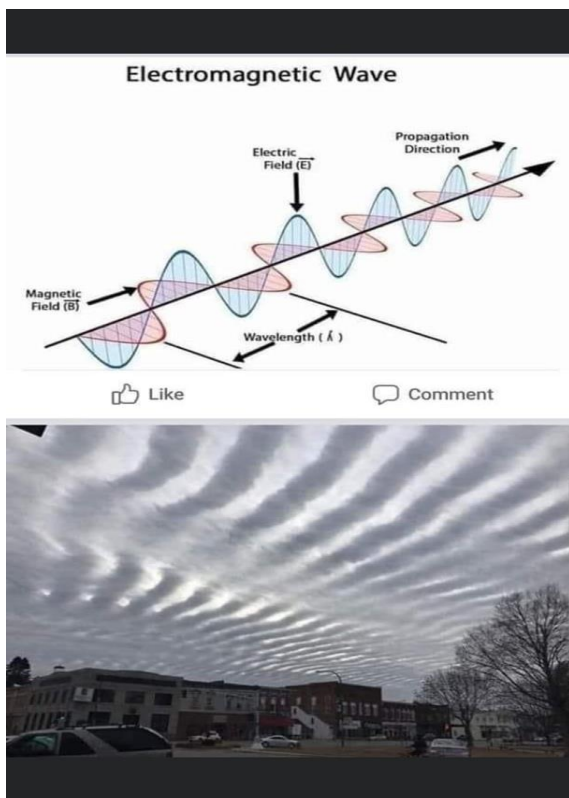 Electromagnetic Wave
Propagation
Direction
Electric
Field (E)
Magnetic
Field (B)
Wavelength ( ʎ )
Like
Comment